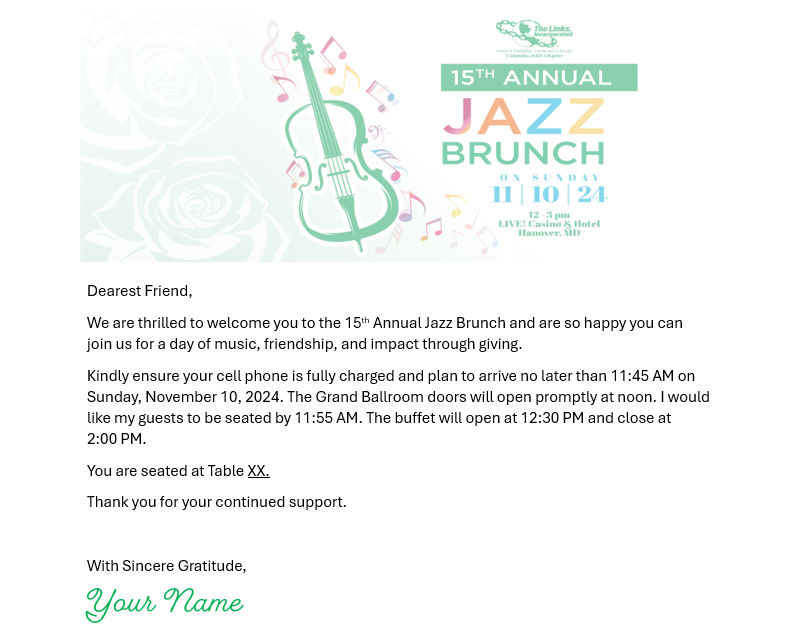 The Links,
Incorporated
Linked in Friendship, Connected in Service
Columbia (MD) Chapter
15TH ANNUAL
JAZZ
BRUNCH
ON SUNDAY
11 | 10 | 24
12 - 3 pm
LIVE! Casino & Hotel
Hanover, MD
Dearest Friend,
We are thrilled to welcome you to the 15th Annual Jazz Brunch and are so happy you can
join us for a day of music, friendship, and impact through giving.
Kindly ensure your cell phone is fully charged and plan to arrive no later than 11:45 AM on
Sunday, November 10, 2024. The Grand Ballroom doors will open promptly at noon. I would
like my guests to be seated by 11:55 AM. The buffet will open at 12:30 PM and close at
2:00 PM.
You are seated at Table XX.
Thank you for your continued support.
With Sincere Gratitude,
Your Name